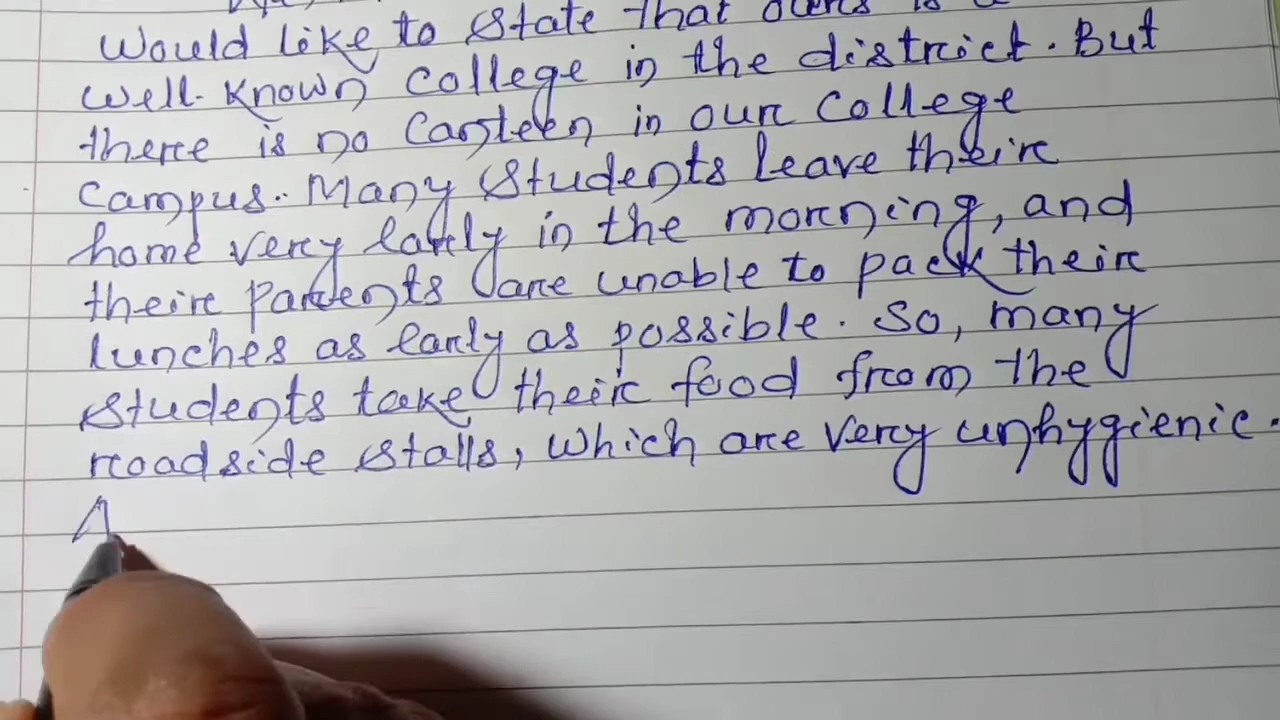 Would like to state that ours is a
well-known college in the district. But
there is no Canteen in our college
campus. Many students leave their
home very early in the morning, and
their parents are unable to pack their
lunches as early as possible. So, many
students take their food from the
roadside stalls, which are very unhygienic.
A